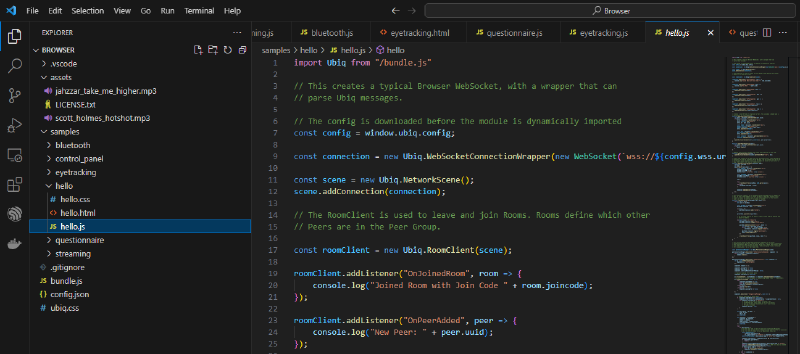 File Edit Selection View Go Run Terminal Help
Browser
EXPLORER
BROWSER
.vscode
assets
jahzzar_take_me_higher.mp3
LICENSE.txt
scott_holmes_hotshot.mp3
samples
bluetooth
control_panel
eyetracking
hello
hello.css
hello.html
JS hello.js
questionnaire
streaming
.gitignore
JS bundle.js
config.json
ubiq.css
ning.js JS bluetooth.js eyetracking.html JS questionnaire.js JS eyetracking.js JS hello.js ques
samples > hello > JS hello.js > hello
1 import Ubiq from "/bundle.js"
2
3 // This creates a typical Browser WebSocket, with a wrapper that can
4 // parse Ubiq messages.
5
6 // The config is downloaded before the module is dynamically imported
7 const config = window.ubiq.config;
8
9 const connection = new Ubiq.WebSocketConnectionWrapper(new WebSocket(`wss://${config.wss.ur
10
11 const scene = new Ubiq.NetworkScene();
12 scene.addConnection(connection);
13
14 // The RoomClient is used to leave and join Rooms. Rooms define which other
15 // Peers are in the Peer Group.
16
17 const roomClient = new Ubiq.RoomClient(scene);
18
19 roomClient.addListener("OnJoinedRoom", room => {
20 console.log("Joined Room with Join Code " + room.joincode);
21 });
22
23 roomClient.addListener("OnPeerAdded", peer => {
24 console.log("New Peer: " + peer.uuid);
25 });